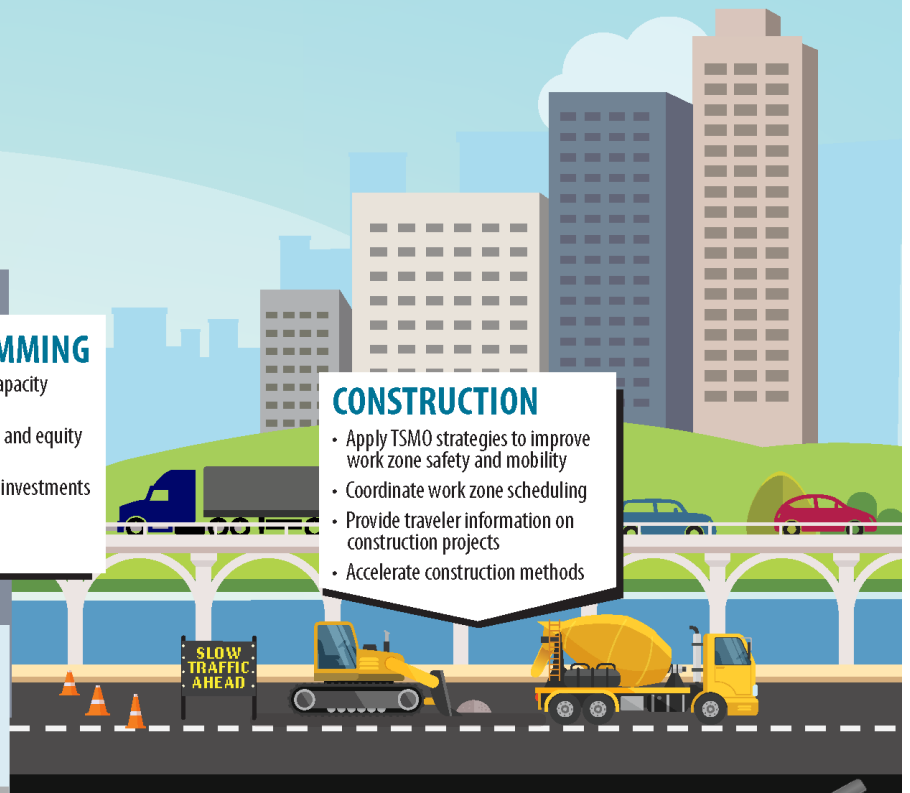 MMING
apacity
and equity
investments
CONSTRUCTION
• Apply TSMO strategies to improve
work zone safety and mobility
• Coordinate work zone scheduling
• Provide traveler information on
construction projects
• Accelerate construction methods
SLOW
TRAFFIC
AHEAD